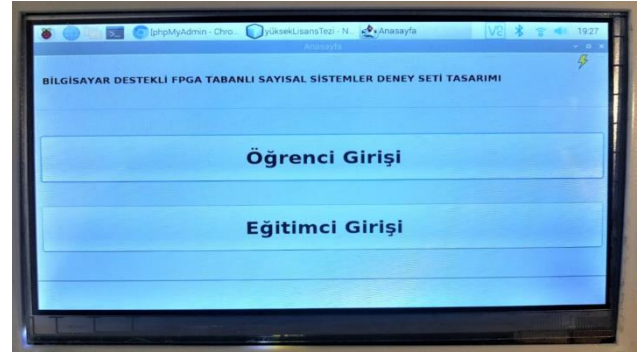 [phpMyAdmin - Chro... yüksekLisansTezi - N... Anasayfa V2 19:27
Anasayfa
BİLGİSAYAR DESTEKLİ FPGA TABANLI SAYISAL SİSTEMLER DENEY SETİ TASARIMI
Öğrenci Girişi
Eğitimci Girişi